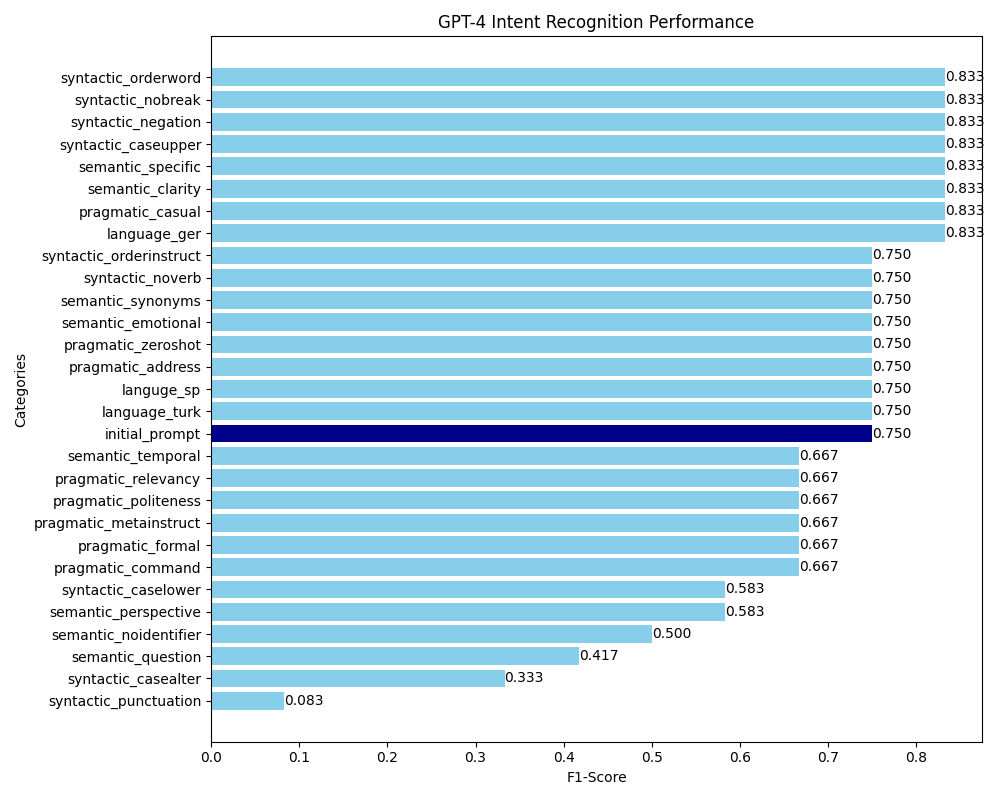 GPT-4 Intent Recognition Performance
syntactic_orderword 0.833
syntactic_nobreak 0.833
syntactic_negation 0.833
syntactic_caseupper 0.833
semantic_specific 0.833
semantic_clarity 0.833
pragmatic_casual 0.833
language_ger 0.833
syntactic_orderinstruct 0.750
syntactic_noverb 0.750
semantic_synonyms 0.750
semantic_emotional 0.750
pragmatic_zeroshot 0.750
pragmatic_address 0.750
languge_sp 0.750
language_turk 0.750
initial_prompt 0.750
semantic_temporal 0.667
pragmatic_relevancy 0.667
pragmatic_politeness 0.667
pragmatic_metainstruct 0.667
pragmatic_formal 0.667
pragmatic_command 0.667
syntactic_caselower 0.583
semantic_perspective 0.583
semantic_noidentifier 0.500
semantic_question 0.417
syntactic_casealter 0.333
syntactic_punctuation 0.083
Categories
0.0 0.1 0.2 0.3 0.4 0.5 0.6 0.7 0.8
F1-Score